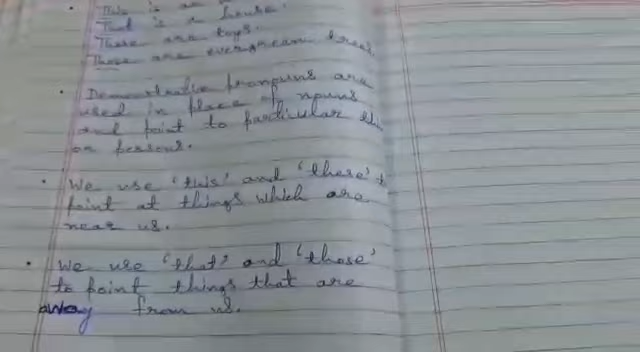 This is an
That is a house.
These are toys.
Those are evergreen trees
Demonstrative pronouns are
used in place of nouns
and point to particular
or persons.
We use 'this' and 'these'
point at things which are
near us.
We use 'that' and 'those'
to point things that are
away from us.